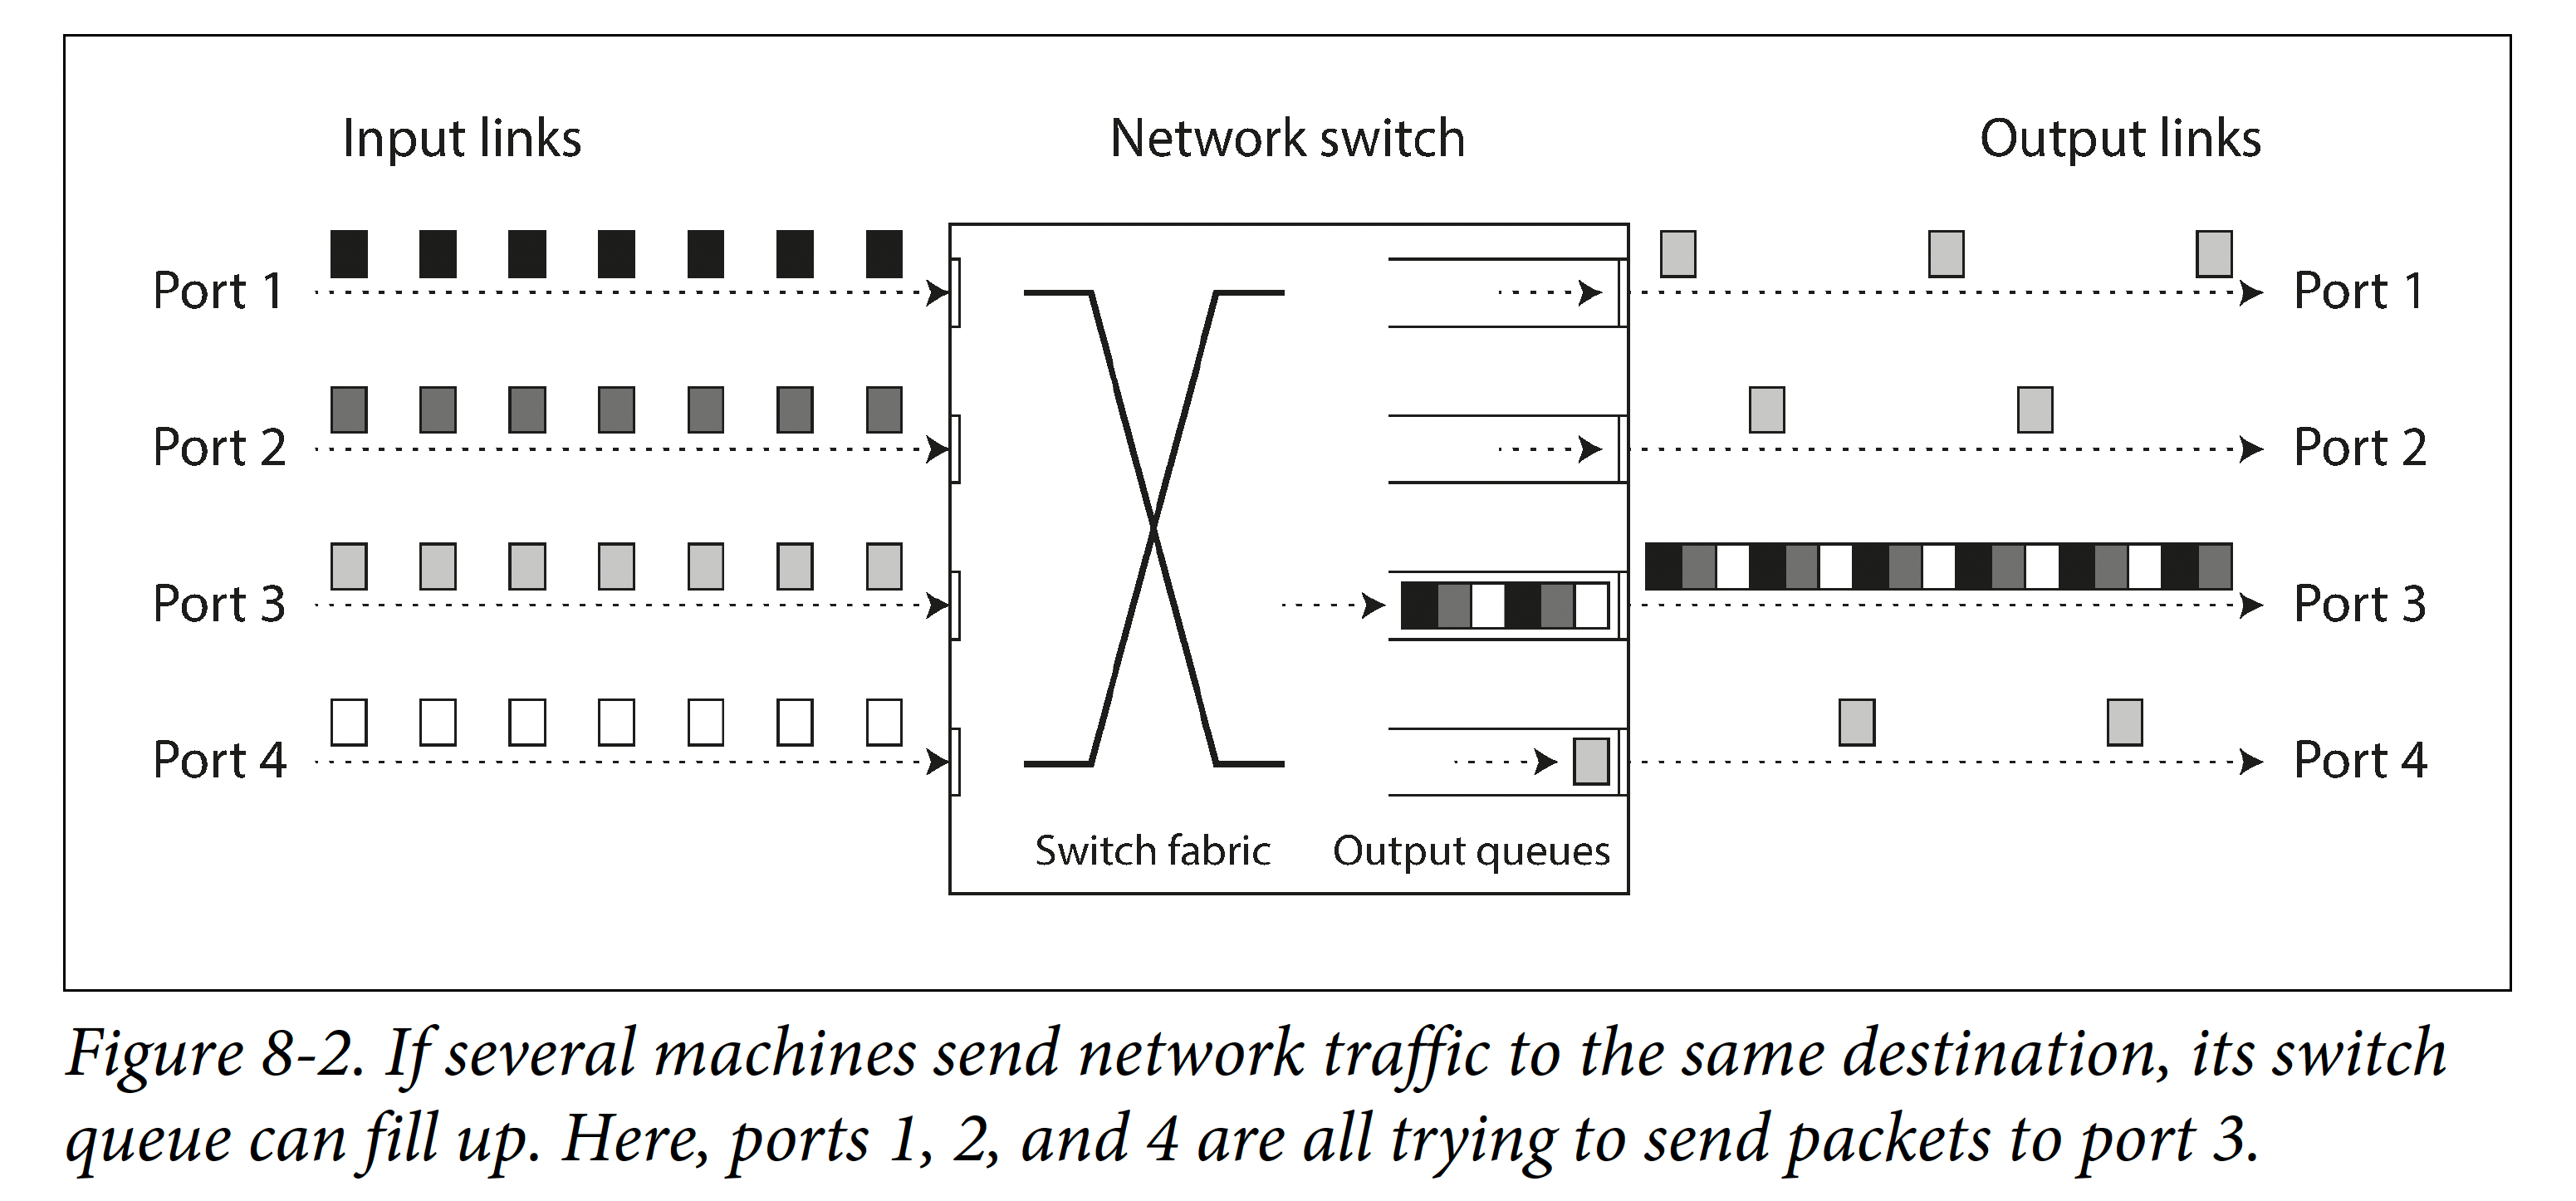 Input links
Network switch
Output links
Port 1
Port 1
Port 2
Port 2
Port 3
Port 3
Port 4
Port 4
Switch fabric
Output queues
Figure 8-2. If several machines send network traffic to the same destination, its switch
queue can fill up. Here, ports 1, 2, and 4 are all trying to send packets to port 3.